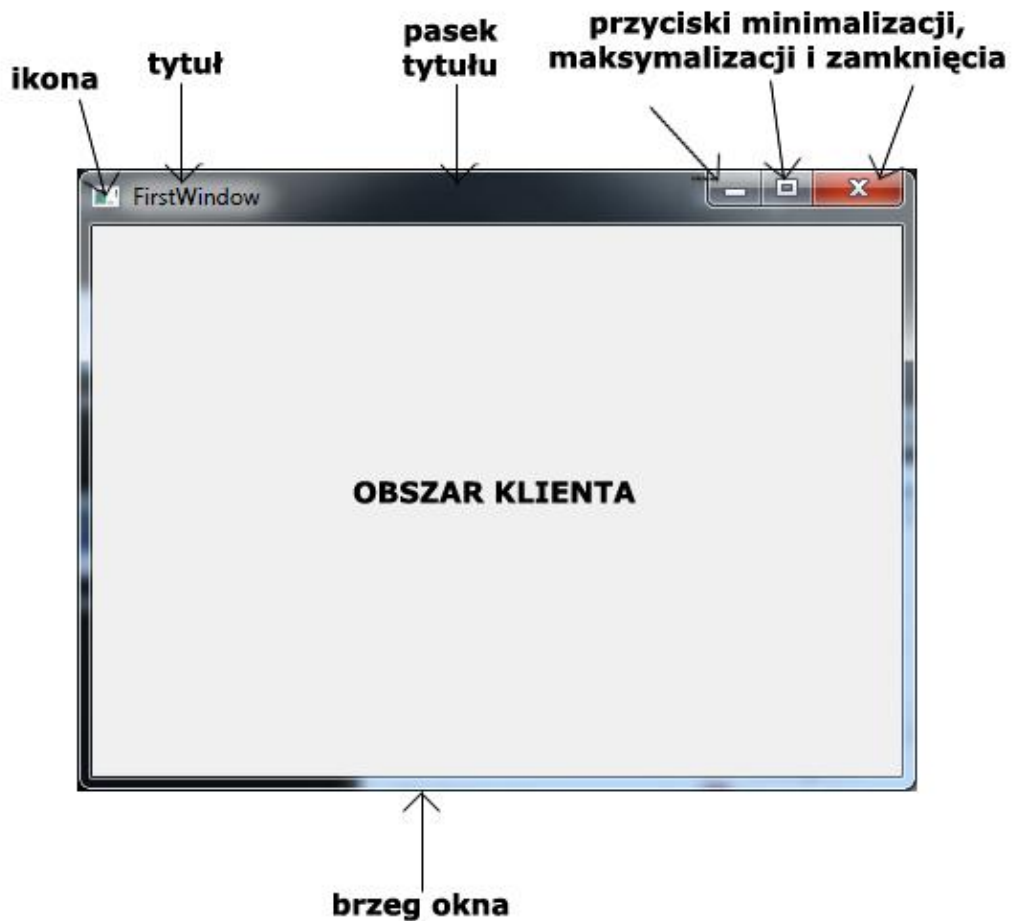 przyciski minimalizacji,
maksymalizacji i zamknięcia
pasek
tytułu
tytuł
ikona
FirstWindow
OBSZAR KLIENTA
brzeg okna